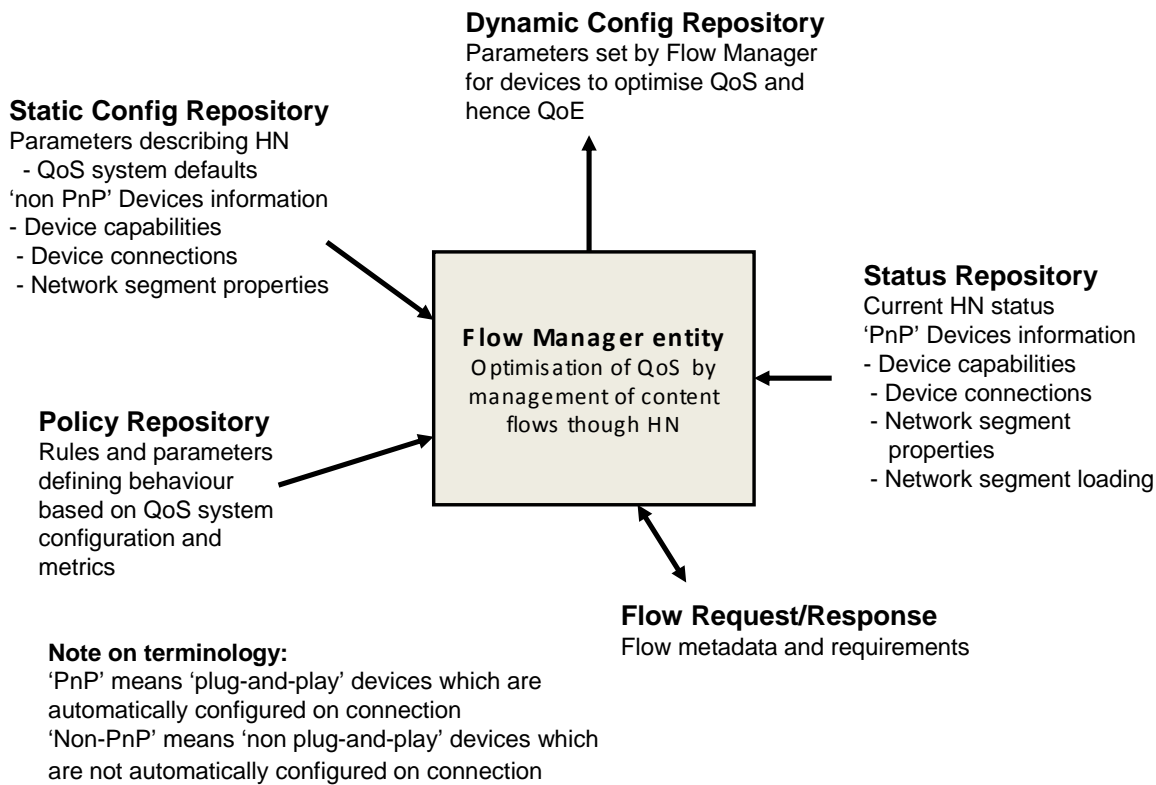 Dynamic Config Repository
Parameters set by Flow Manager
for devices to optimise QoS and
hence QoE
Static Config Repository
Parameters describing HN
- QoS system defaults
‘non PnP’ Devices information
- Device capabilities
- Device connections
- Network segment properties
Flow Manager entity
Optimisation of QoS by
management of content
flows though HN
Status Repository
Current HN status
‘PnP’ Devices information
- Device capabilities
- Device connections
- Network segment
properties
- Network segment loading
Policy Repository
Rules and parameters
defining behaviour
based on QoS system
configuration and
metrics
Flow Request/Response
Flow metadata and requirements
Note on terminology:
‘PnP’ means ‘plug-and-play’ devices which are
automatically configured on connection
‘Non-PnP’ means ‘non plug-and-play’ devices which
are not automatically configured on connection